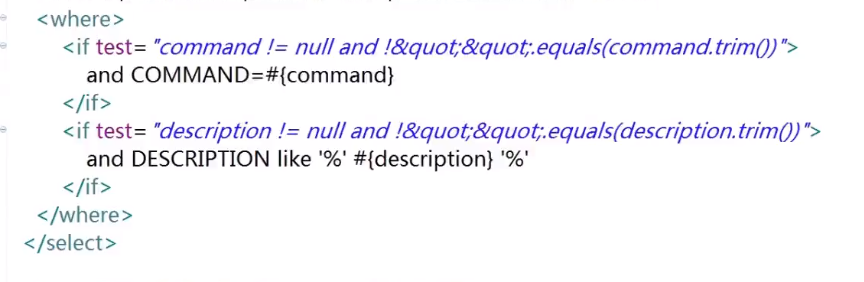 <where>
<if test= "command != null and !&quot;&quot;.equals(command.trim())">
and COMMAND=#{command}
</if>
<if test= "description != null and !&quot;&quot;.equals(description.trim())">
and DESCRIPTION like '%' #{description} '%'
</if>
</where>
</select>